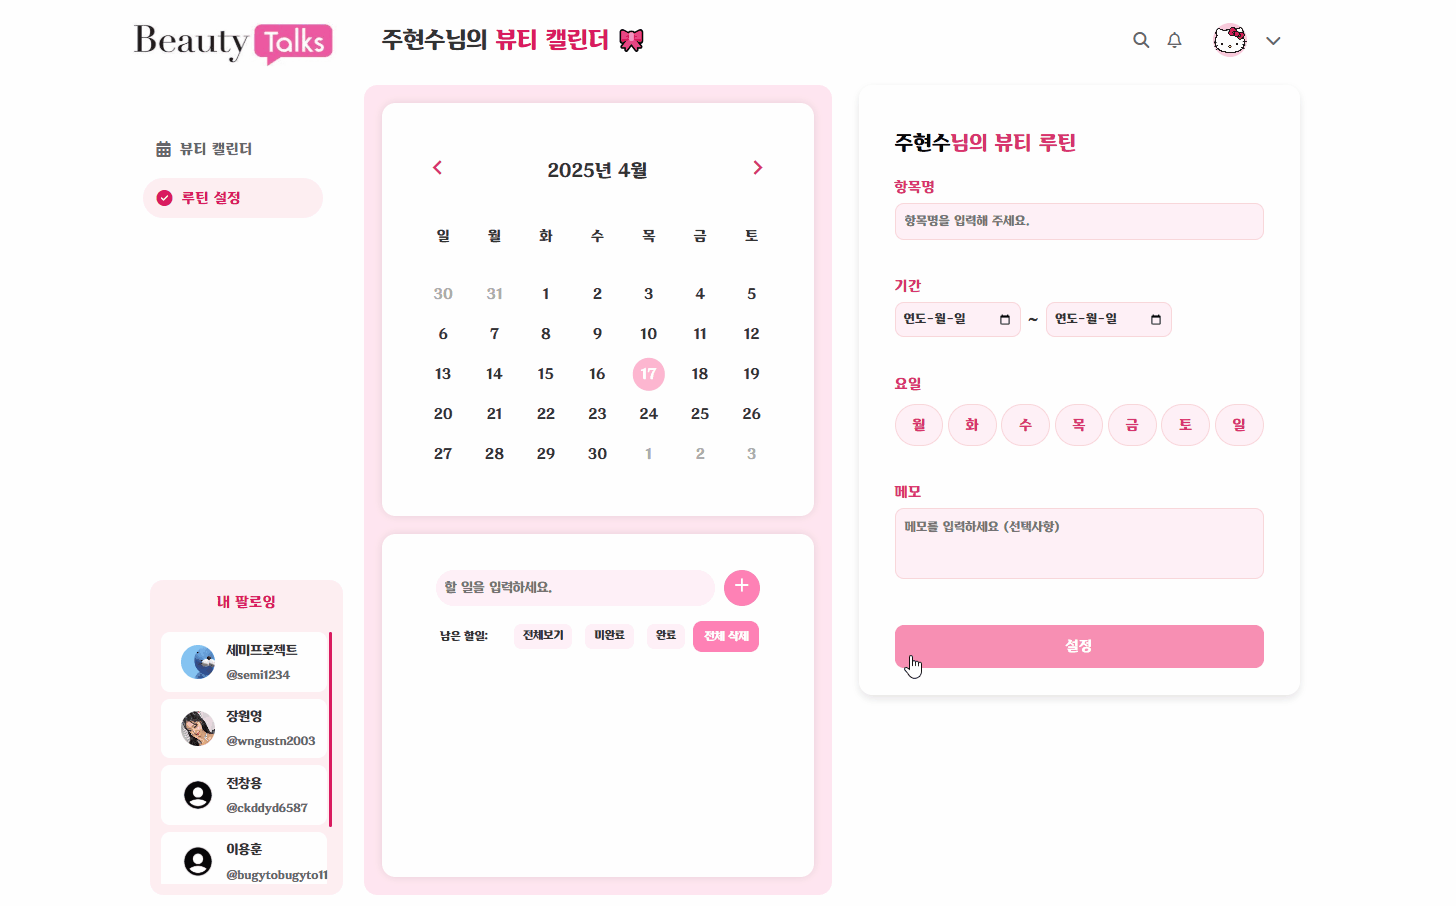 Beauty Talks
주현수님의 뷰티 캘린더
뷰티 캘린더
루틴 설정
내 팔로잉
세미프로젝트
@semi1234
장원영
@wngustn2003
전창용
@ckddyd6587
이용훈
@bugytobugyto11
2025년 4월
일 월 화 수 목 금 토
30 31 1 2 3 4 5
6 7 8 9 10 11 12
13 14 15 16 17 18 19
20 21 22 23 24 25 26
27 28 29 30 1 2 3
할 일을 입력하세요.
남은 할일: 전체보기 미완료 완료 전체 삭제
주현수님의 뷰티 루틴
항목명
항목명을 입력해 주세요.
기간
연도-월-일 ~ 연도-월-일
요일
월 화 수 목 금 토 일
메모
메모를 입력하세요 (선택사항)
설정